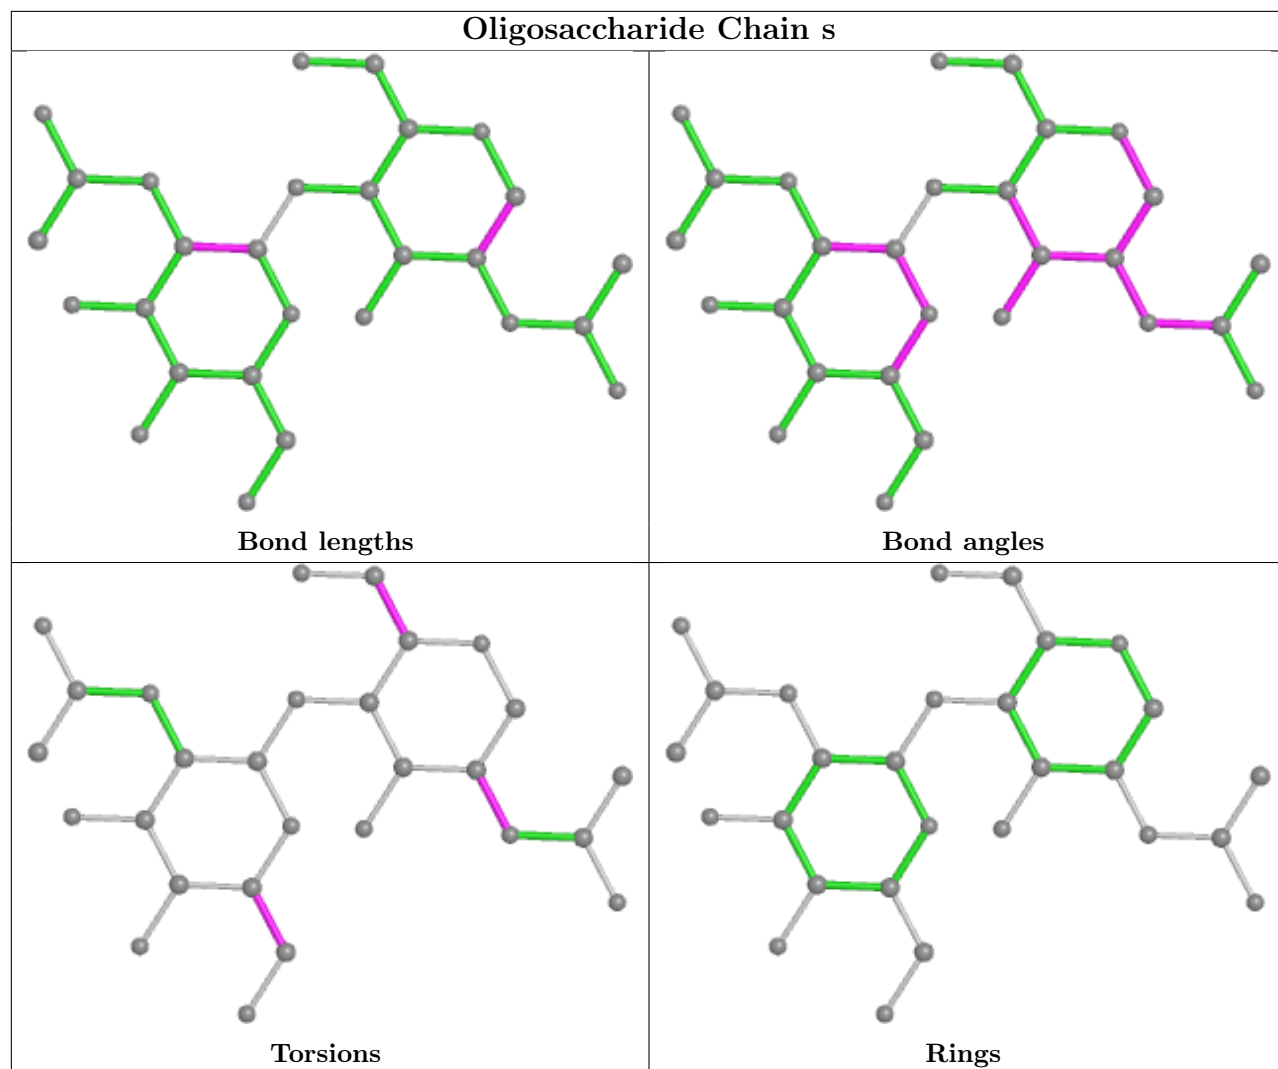 Oligosaccharide Chain s
Bond lengths
Bond angles
Torsions
Rings